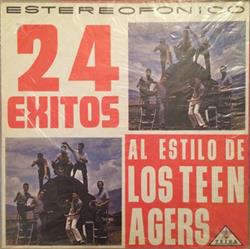 ESTEREOFONICO
24
EXITOS
AL ESTILO DE
LOS TEEN
AGERS